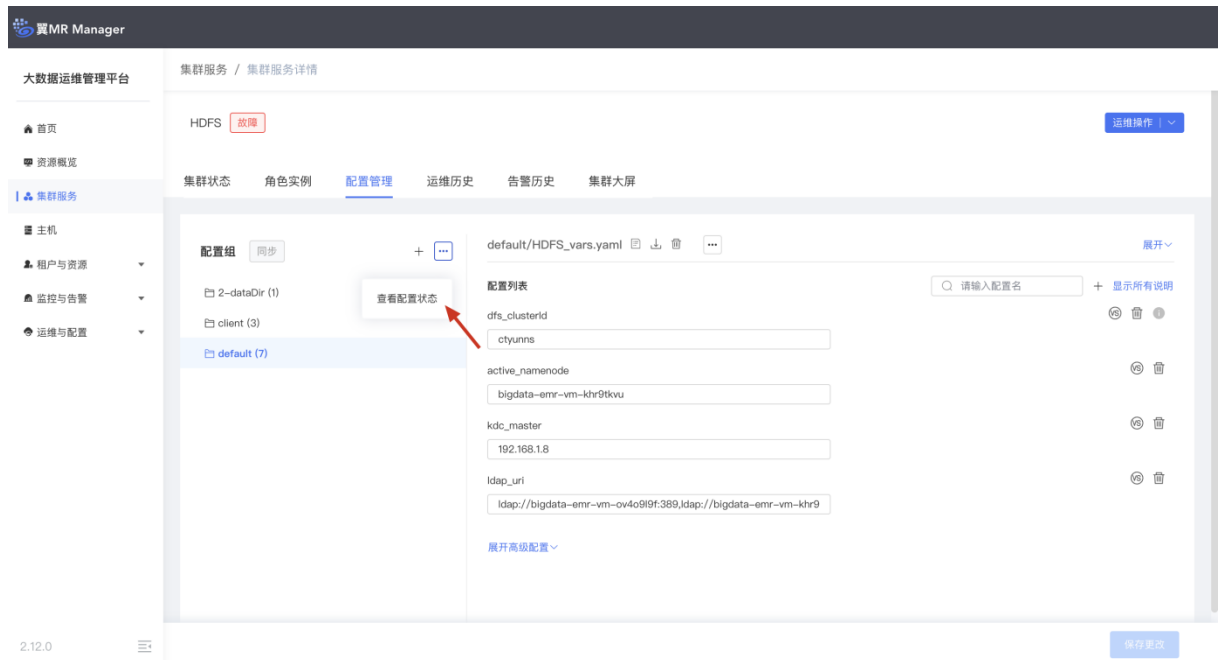 翼MR Manager
大数据运维管理平台
集群服务 / 集群服务详情
首页
资源概览
集群服务
主机
租户与资源
监控与告警
运维与配置
2.12.0
HDFS 故障
运维操作
集群状态 角色实例 配置管理 运维历史 告警历史 集群大屏
配置组 同步
查看配置状态
2-dataDir (1)
client (3)
default (7)
default/HDFS_vars.yaml
展开
配置列表
请输入配置名
显示所有说明
dfs_clusterId
ctyunns
active_namenode
bigdata-emr-vm-khr9tkvu
kdc_master
192.168.1.8
ldap_uri
ldap://bigdata-emr-vm-ov4o9l9f:389,ldap://bigdata-emr-vm-khr9
展开高级配置
保存更改